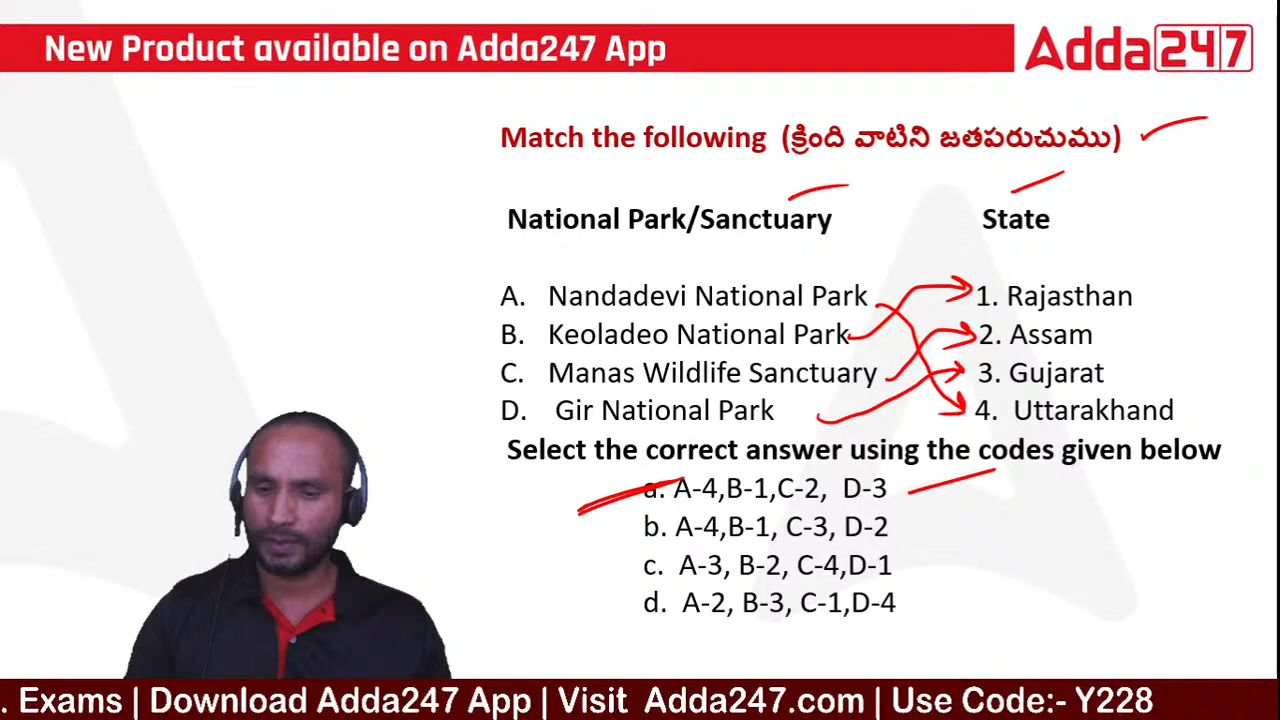 New Product available on Adda247 App
Adda247
Match the following (క్రింది వాటిని జతపరుచుము)
National Park/Sanctuary State
A. Nandadevi National Park 1. Rajasthan
B. Keoladeo National Park 2. Assam
C. Manas Wildlife Sanctuary 3. Gujarat
D. Gir National Park 4. Uttarakhand
Select the correct answer using the codes given below
a. A-4,B-1,C-2, D-3
b. A-4,B-1, C-3, D-2
c. A-3, B-2, C-4,D-1
d. A-2, B-3, C-1,D-4
. Exams | Download Adda247 App | Visit Adda247.com | Use Code:- Y228